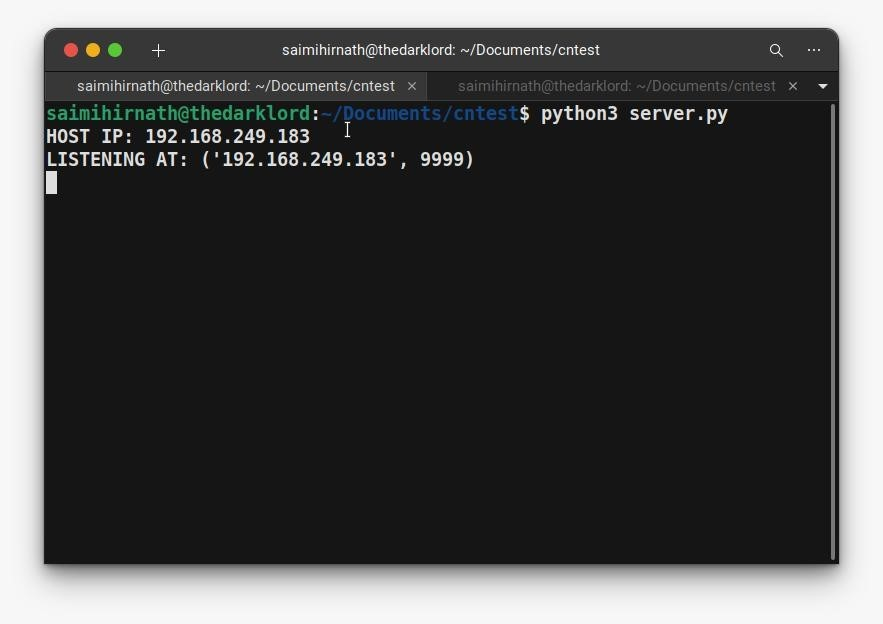 saimihirnath@thedarklord: ~/Documents/cntest
saimihirnath@thedarklord: ~/Documents/cntest
saimihirnath@thedarklord: ~/Documents/cntest
saimihirnath@thedarklord:~/Documents/cntest$ python3 server.py
HOST IP: 192.168.249.183
LISTENING AT: ('192.168.249.183', 9999)